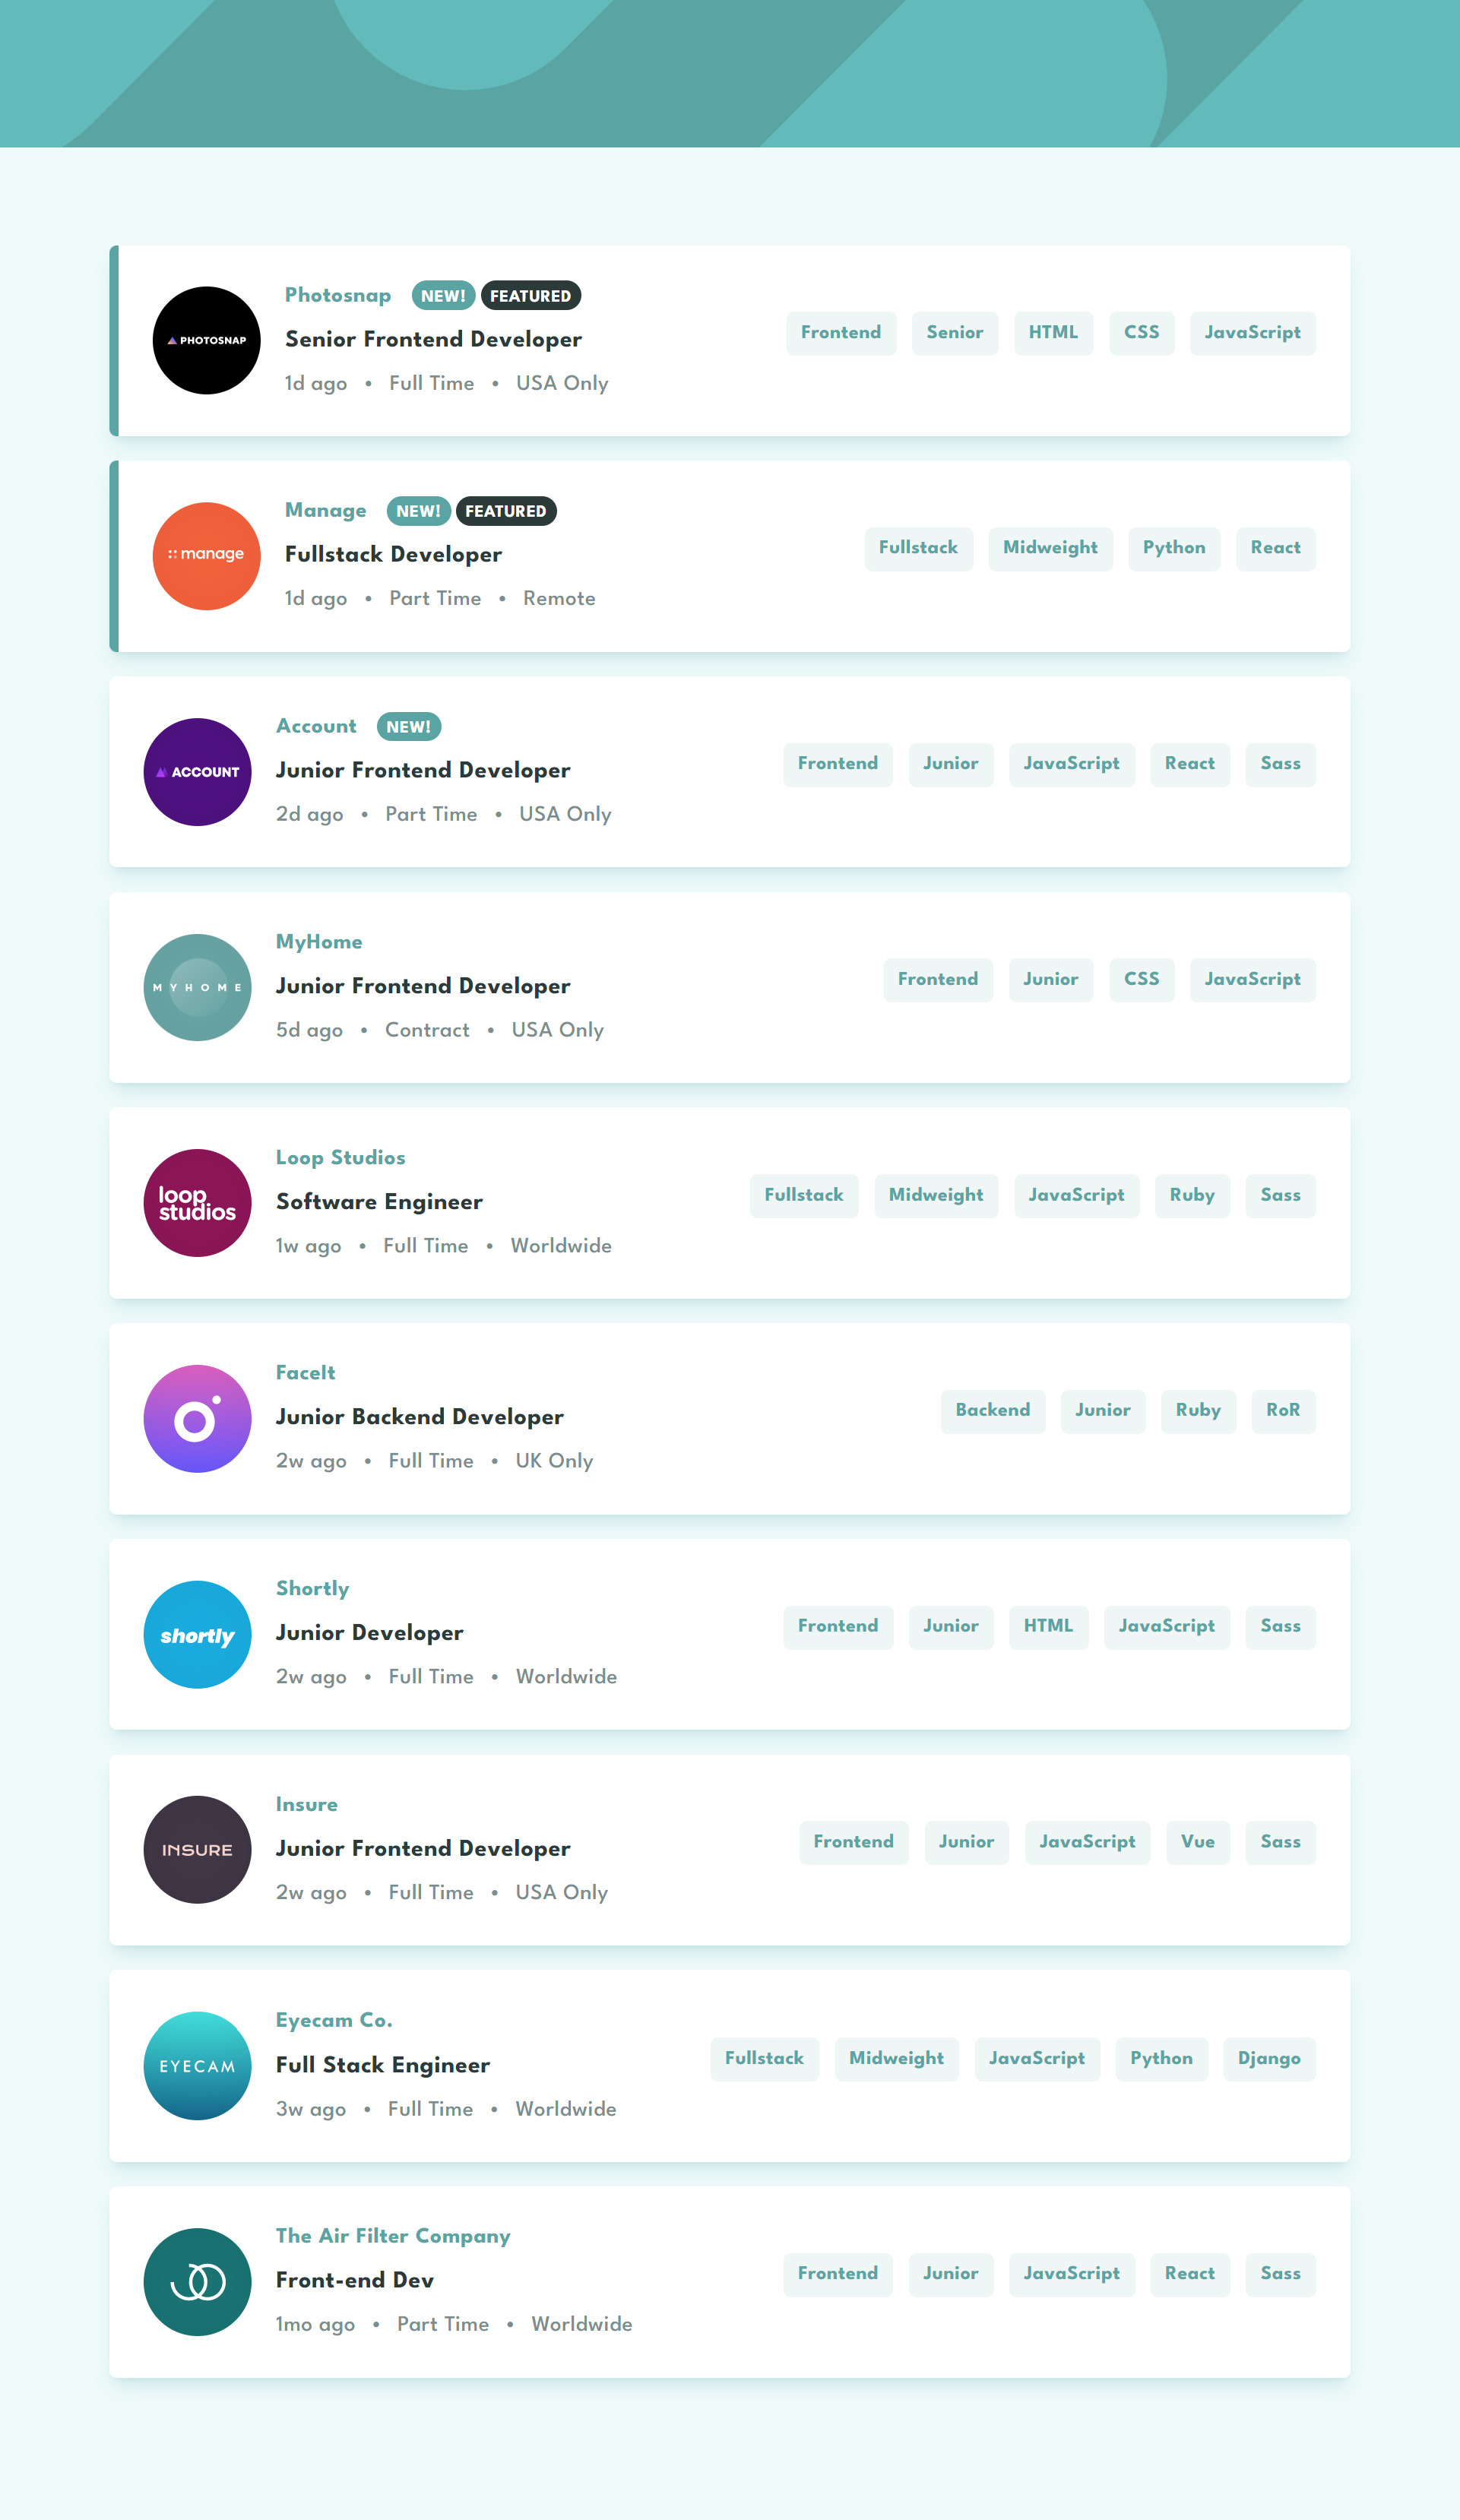 PHOTOSNAP
Photosnap NEW! FEATURED
Senior Frontend Developer
1d ago • Full Time • USA Only
Frontend Senior HTML CSS JavaScript
manage
Manage NEW! FEATURED
Fullstack Developer
1d ago • Part Time • Remote
Fullstack Midweight Python React
ACCOUNT
Account NEW!
Junior Frontend Developer
2d ago • Part Time • USA Only
Frontend Junior JavaScript React Sass
MYHOME
MyHome
Junior Frontend Developer
5d ago • Contract • USA Only
Frontend Junior CSS JavaScript
loop
studios
Loop Studios
Software Engineer
1w ago • Full Time • Worldwide
Fullstack Midweight JavaScript Ruby Sass
FaceIt
Junior Backend Developer
2w ago • Full Time • UK Only
Backend Junior Ruby RoR
shortly
Shortly
Junior Developer
2w ago • Full Time • Worldwide
Frontend Junior HTML JavaScript Sass
INSURE
Insure
Junior Frontend Developer
2w ago • Full Time • USA Only
Frontend Junior JavaScript Vue Sass
EYECAM
Eyecam Co.
Full Stack Engineer
3w ago • Full Time • Worldwide
Fullstack Midweight JavaScript Python Django
The Air Filter Company
Front-end Dev
1mo ago • Part Time • Worldwide
Frontend Junior JavaScript React Sass